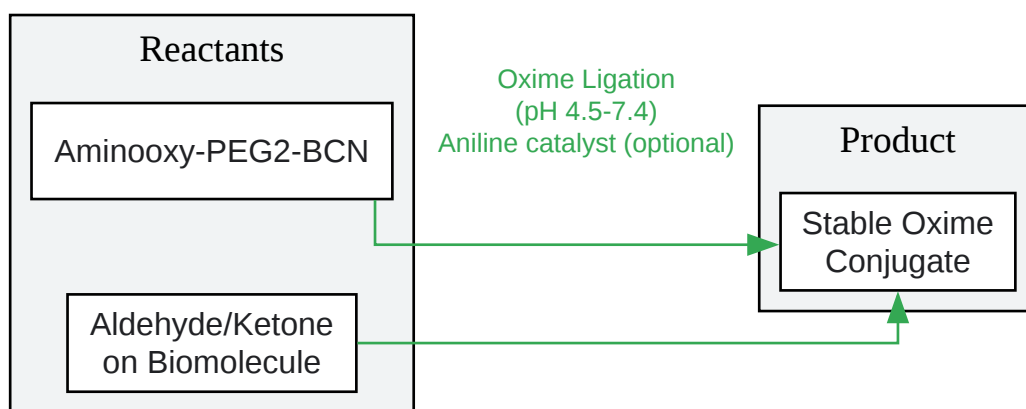 Reactants
Aminooxy-PEG2-BCN
Aldehyde/Ketone
on Biomolecule
Oxime Ligation
(pH 4.5-7.4)
Aniline catalyst (optional)
Product
Stable Oxime
Conjugate